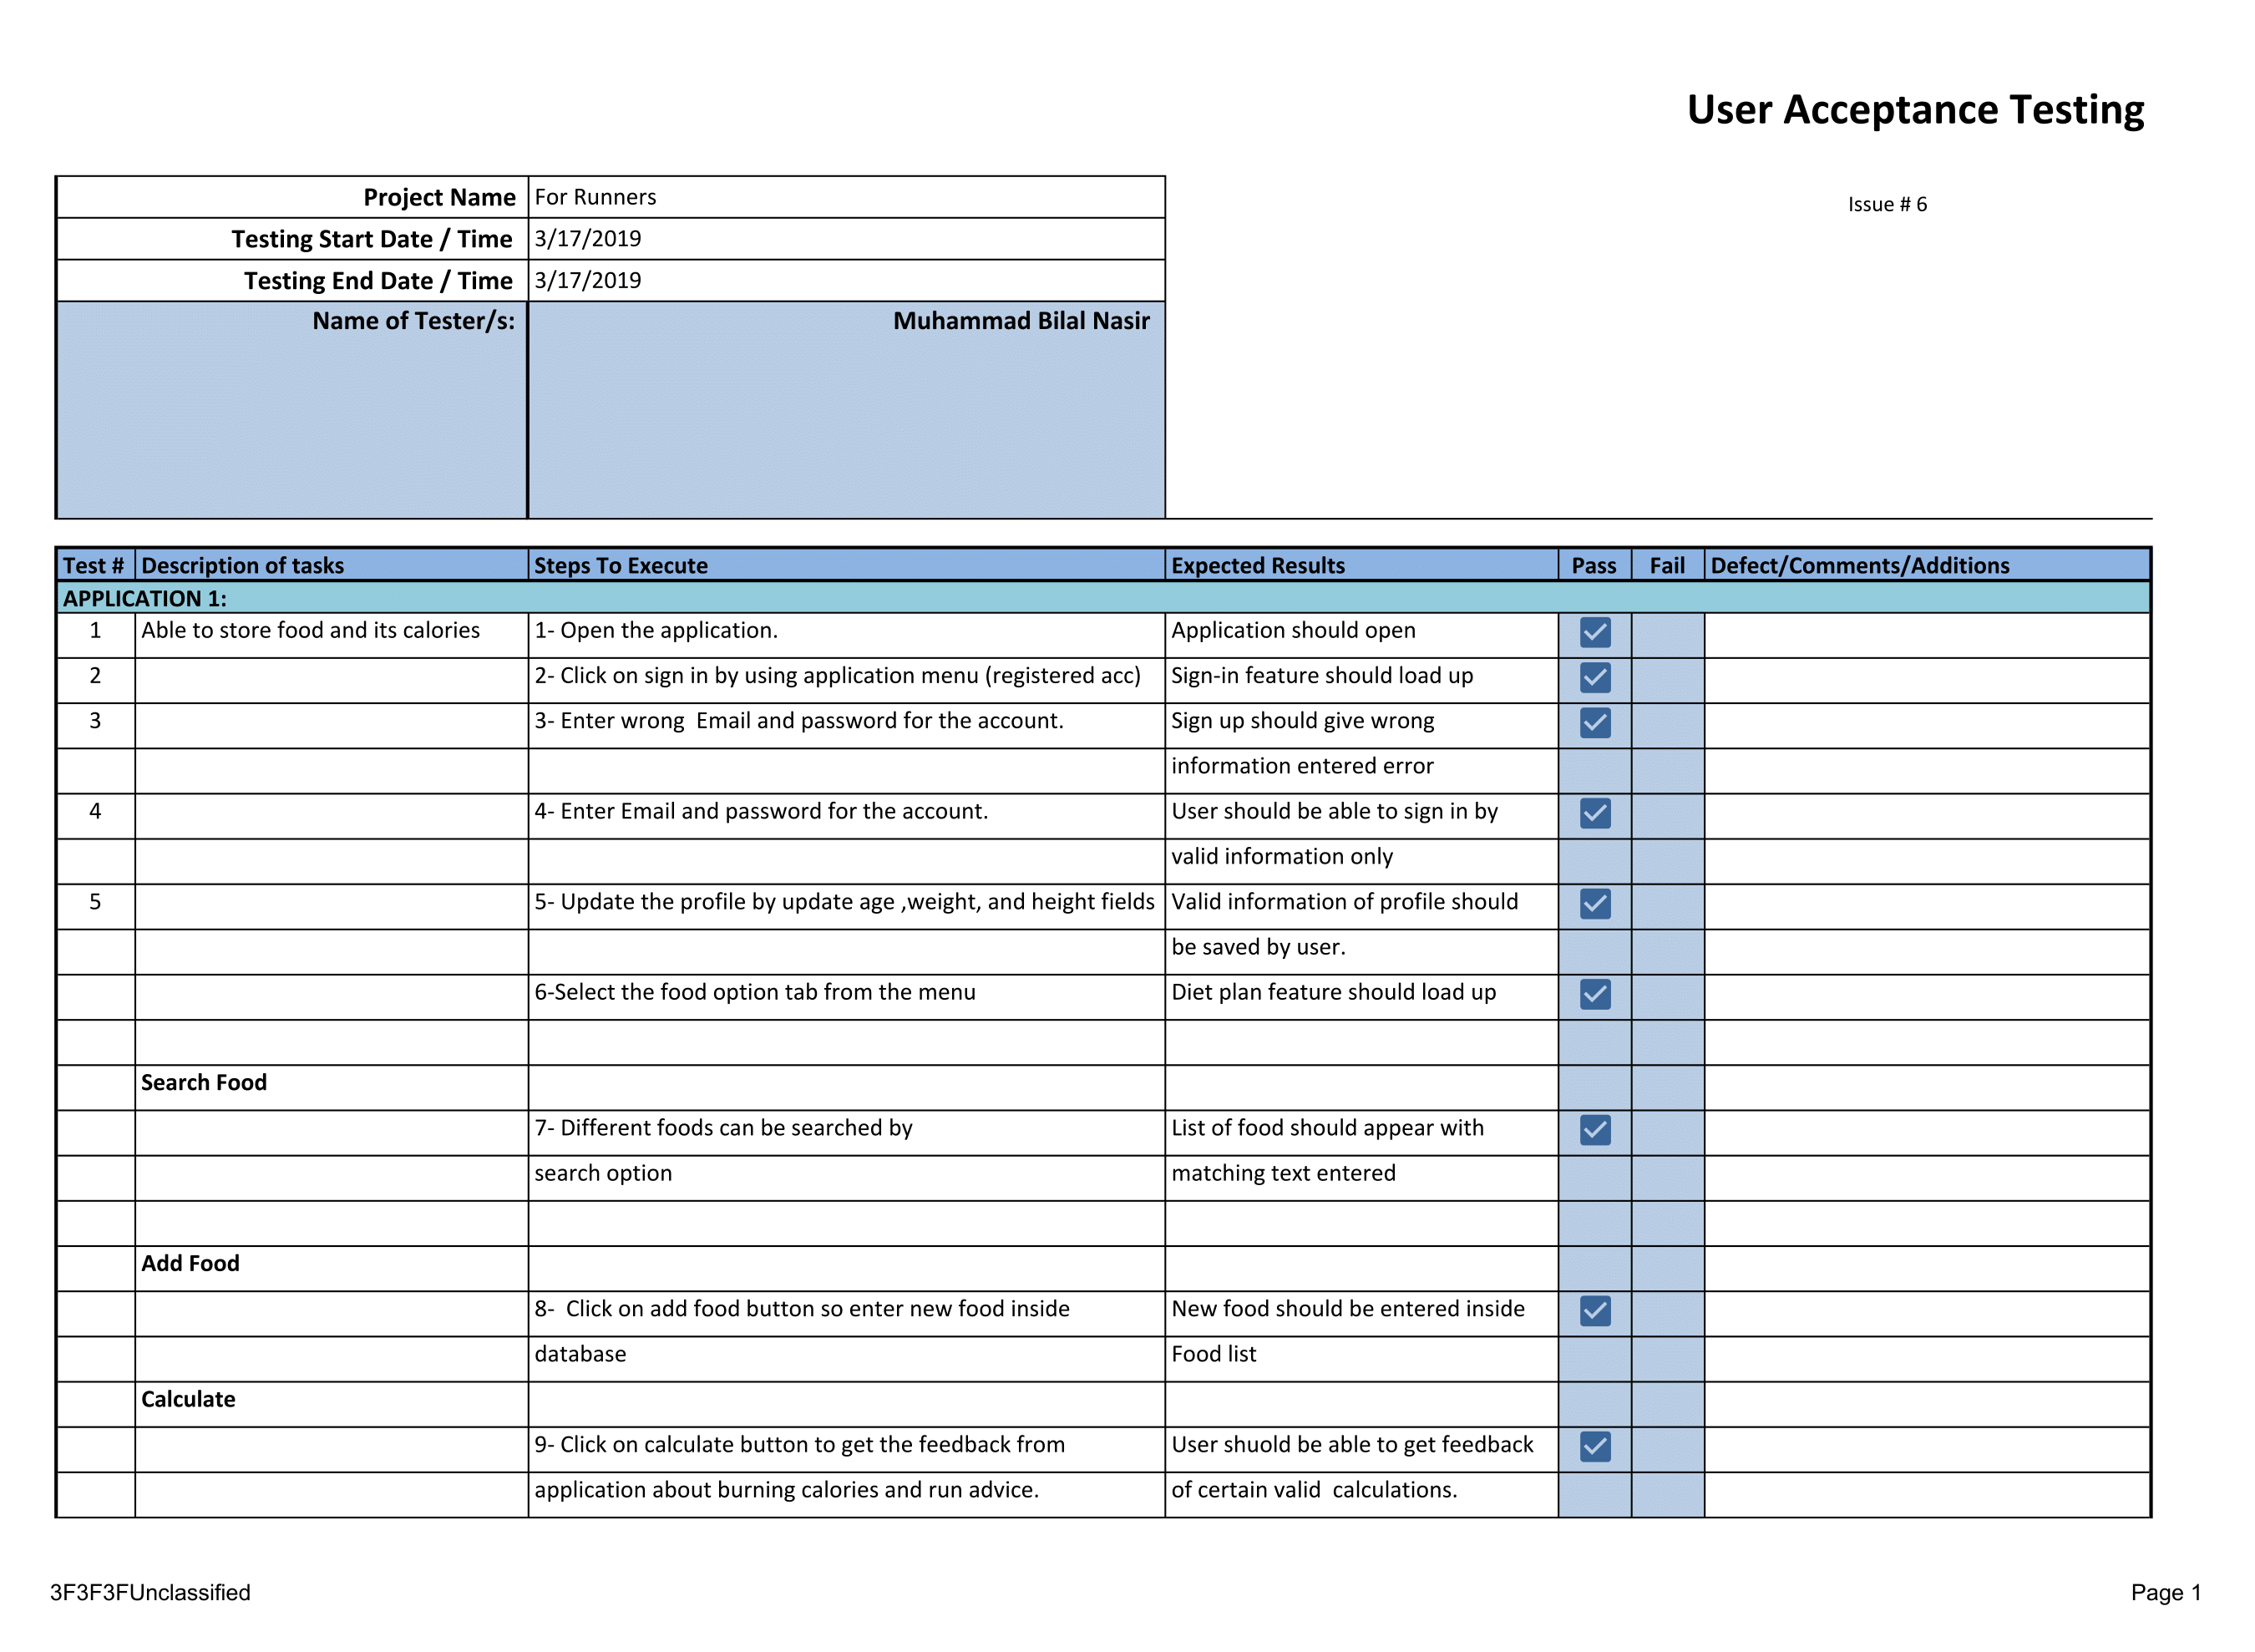 User Acceptance Testing
Project Name For Runners
Issue # 6
Testing Start Date / Time 3/17/2019
Testing End Date / Time 3/17/2019
Name of Tester/s: Muhammad Bilal Nasir
Test # Description of tasks Steps To Execute Expected Results Pass Fail Defect/Comments/Additions
APPLICATION 1:
1 Able to store food and its calories 1- Open the application. Application should open
2 2- Click on sign in by using application menu (registered acc) Sign-in feature should load up
3 3- Enter wrong  Email and password for the account. Sign up should give wrong
information entered error
4 4- Enter Email and password for the account. User should be able to sign in by
valid information only
5 5- Update the profile by update age ,weight, and height fields Valid information of profile should
be saved by user.
6-Select the food option tab from the menu Diet plan feature should load up
Search Food
7- Different foods can be searched by List of food should appear with
search option matching text entered
Add Food
8-  Click on add food button so enter new food inside New food should be entered inside
database Food list
Calculate
9- Click on calculate button to get the feedback from User shuold be able to get feedback
application about burning calories and run advice. of certain valid  calculations.
3F3F3FUnclassified Page 1